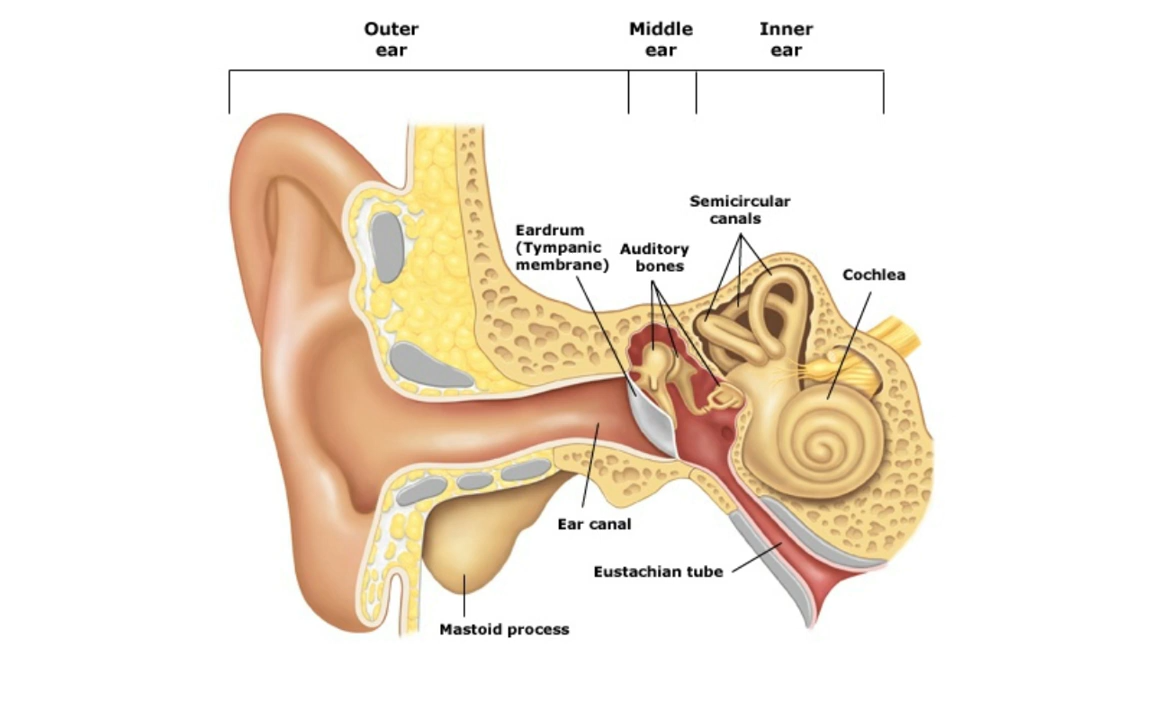 Outer
ear
Middle
ear
Inner
ear
Semicircular
canals
Eardrum
(Tympanic
membrane)
Auditory
bones
Cochlea
Ear canal
Eustachian tube
Mastoid process